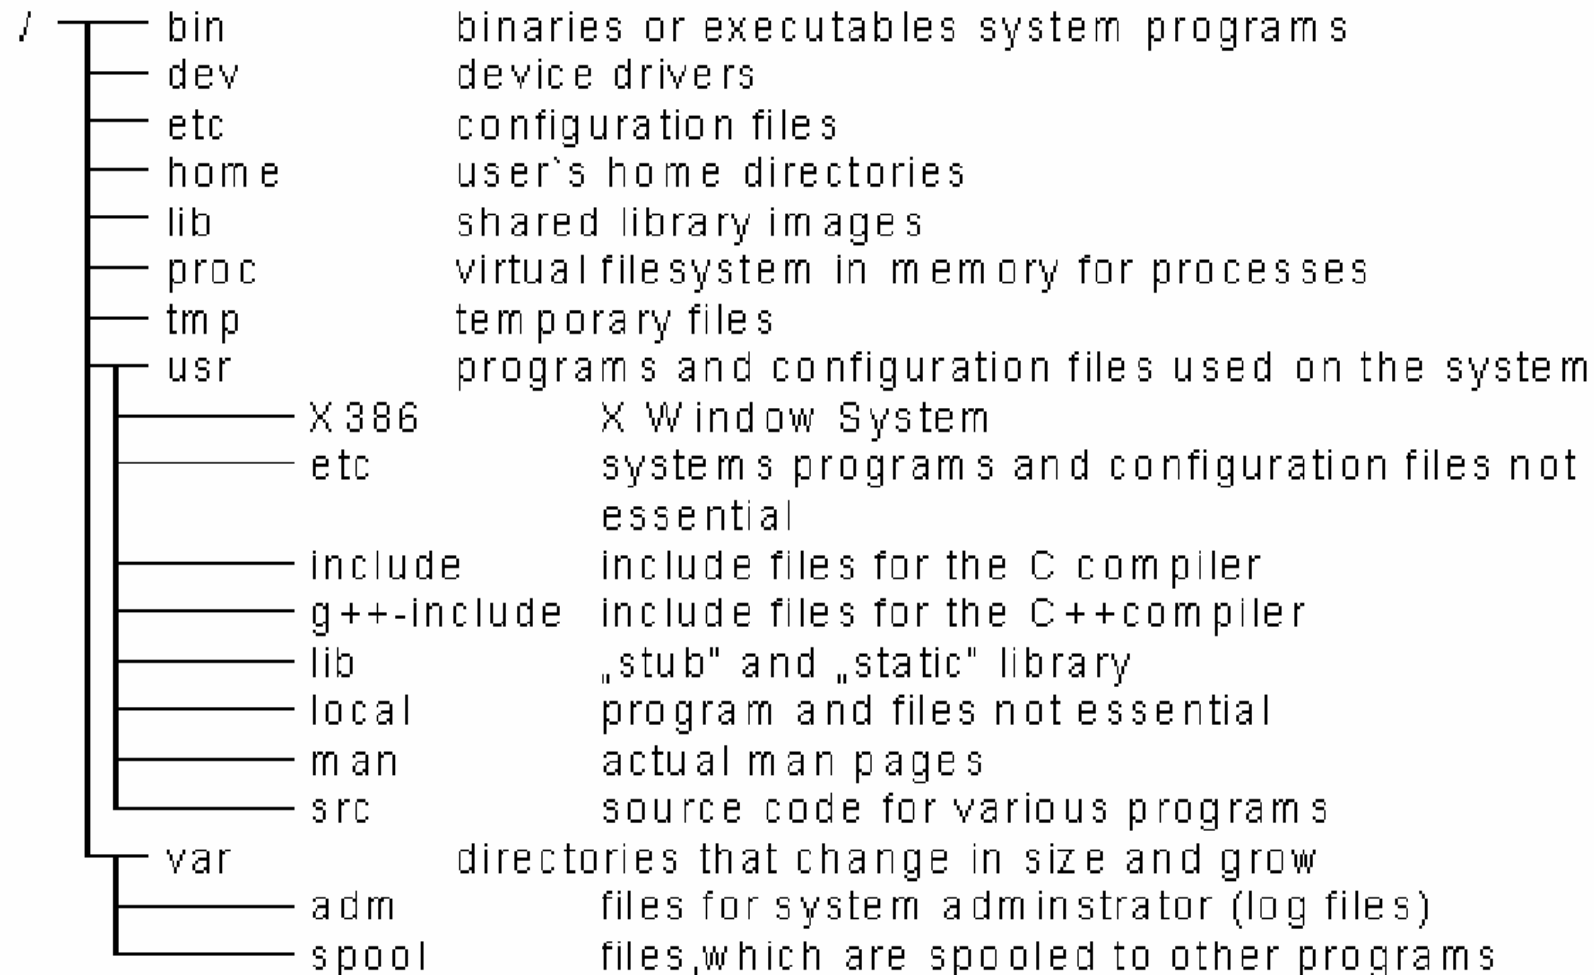 / bin binaries or executables system programs
dev device drivers
etc configuration files
home user`s home directories
lib shared library images
proc virtual filesystem in memory for processes
tmp temporary files
usr programs and configuration files used on the system
X386 X Window System
etc systems programs and configuration files not
essential
include include files for the C compiler
g++-include include files for the C++compiler
lib „stub" and „static" library
local program and files not essential
man actual man pages
src source code for various programs
var directories that change in size and grow
adm files for system adminstrator (log files)
spool files,which are spooled to other programs